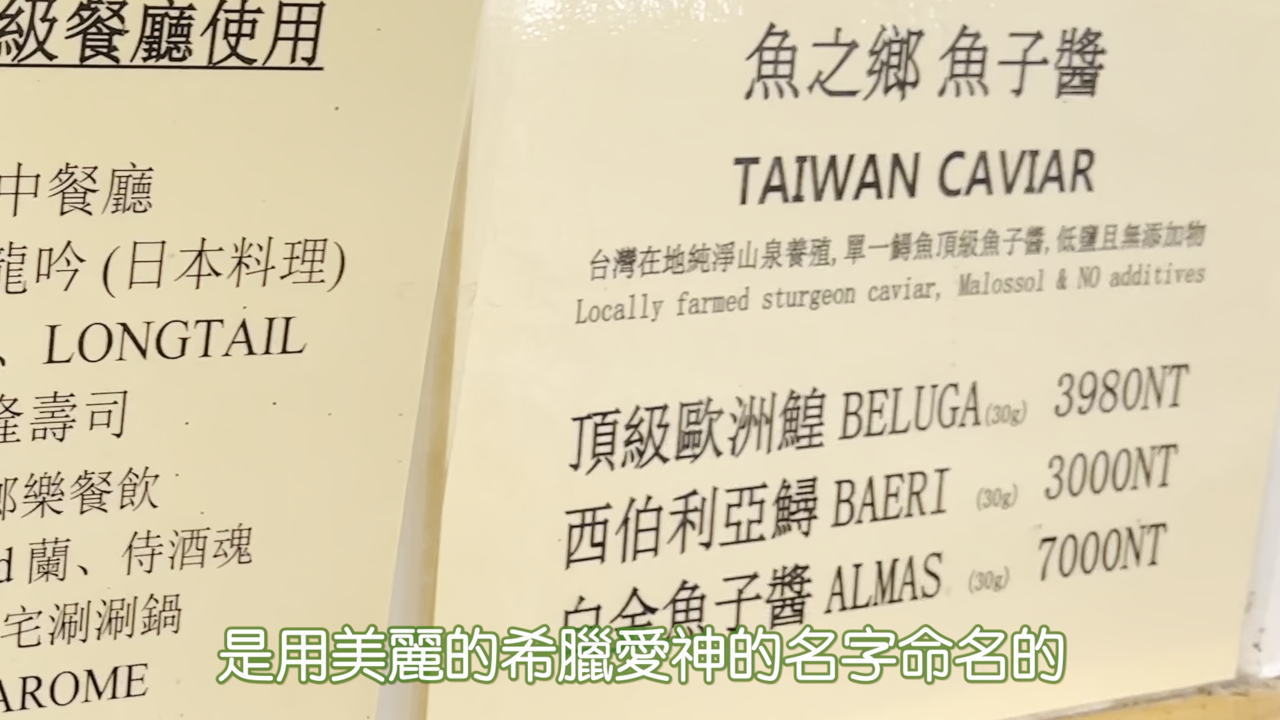 級餐廳使用
中餐廳
龍吟 (日本料理)
、LONGTAIL
隆壽司
鄉樂餐飲
d 蘭、侍酒魂
宅涮涮鍋
AROME
魚之鄉 魚子醬
TAIWAN CAVIAR
台灣在地純淨山泉養殖,單一鱘魚頂級魚子醬,低鹽且無添加物
Locally farmed sturgeon caviar, Malossol & NO additives
頂級歐洲鰉 BELUGA(30g) 3980NT
西伯利亞鱘 BAERI (30g) 3000NT
白金魚子醬 ALMAS (30g) 7000NT
是用美麗的希臘愛神的名字命名的